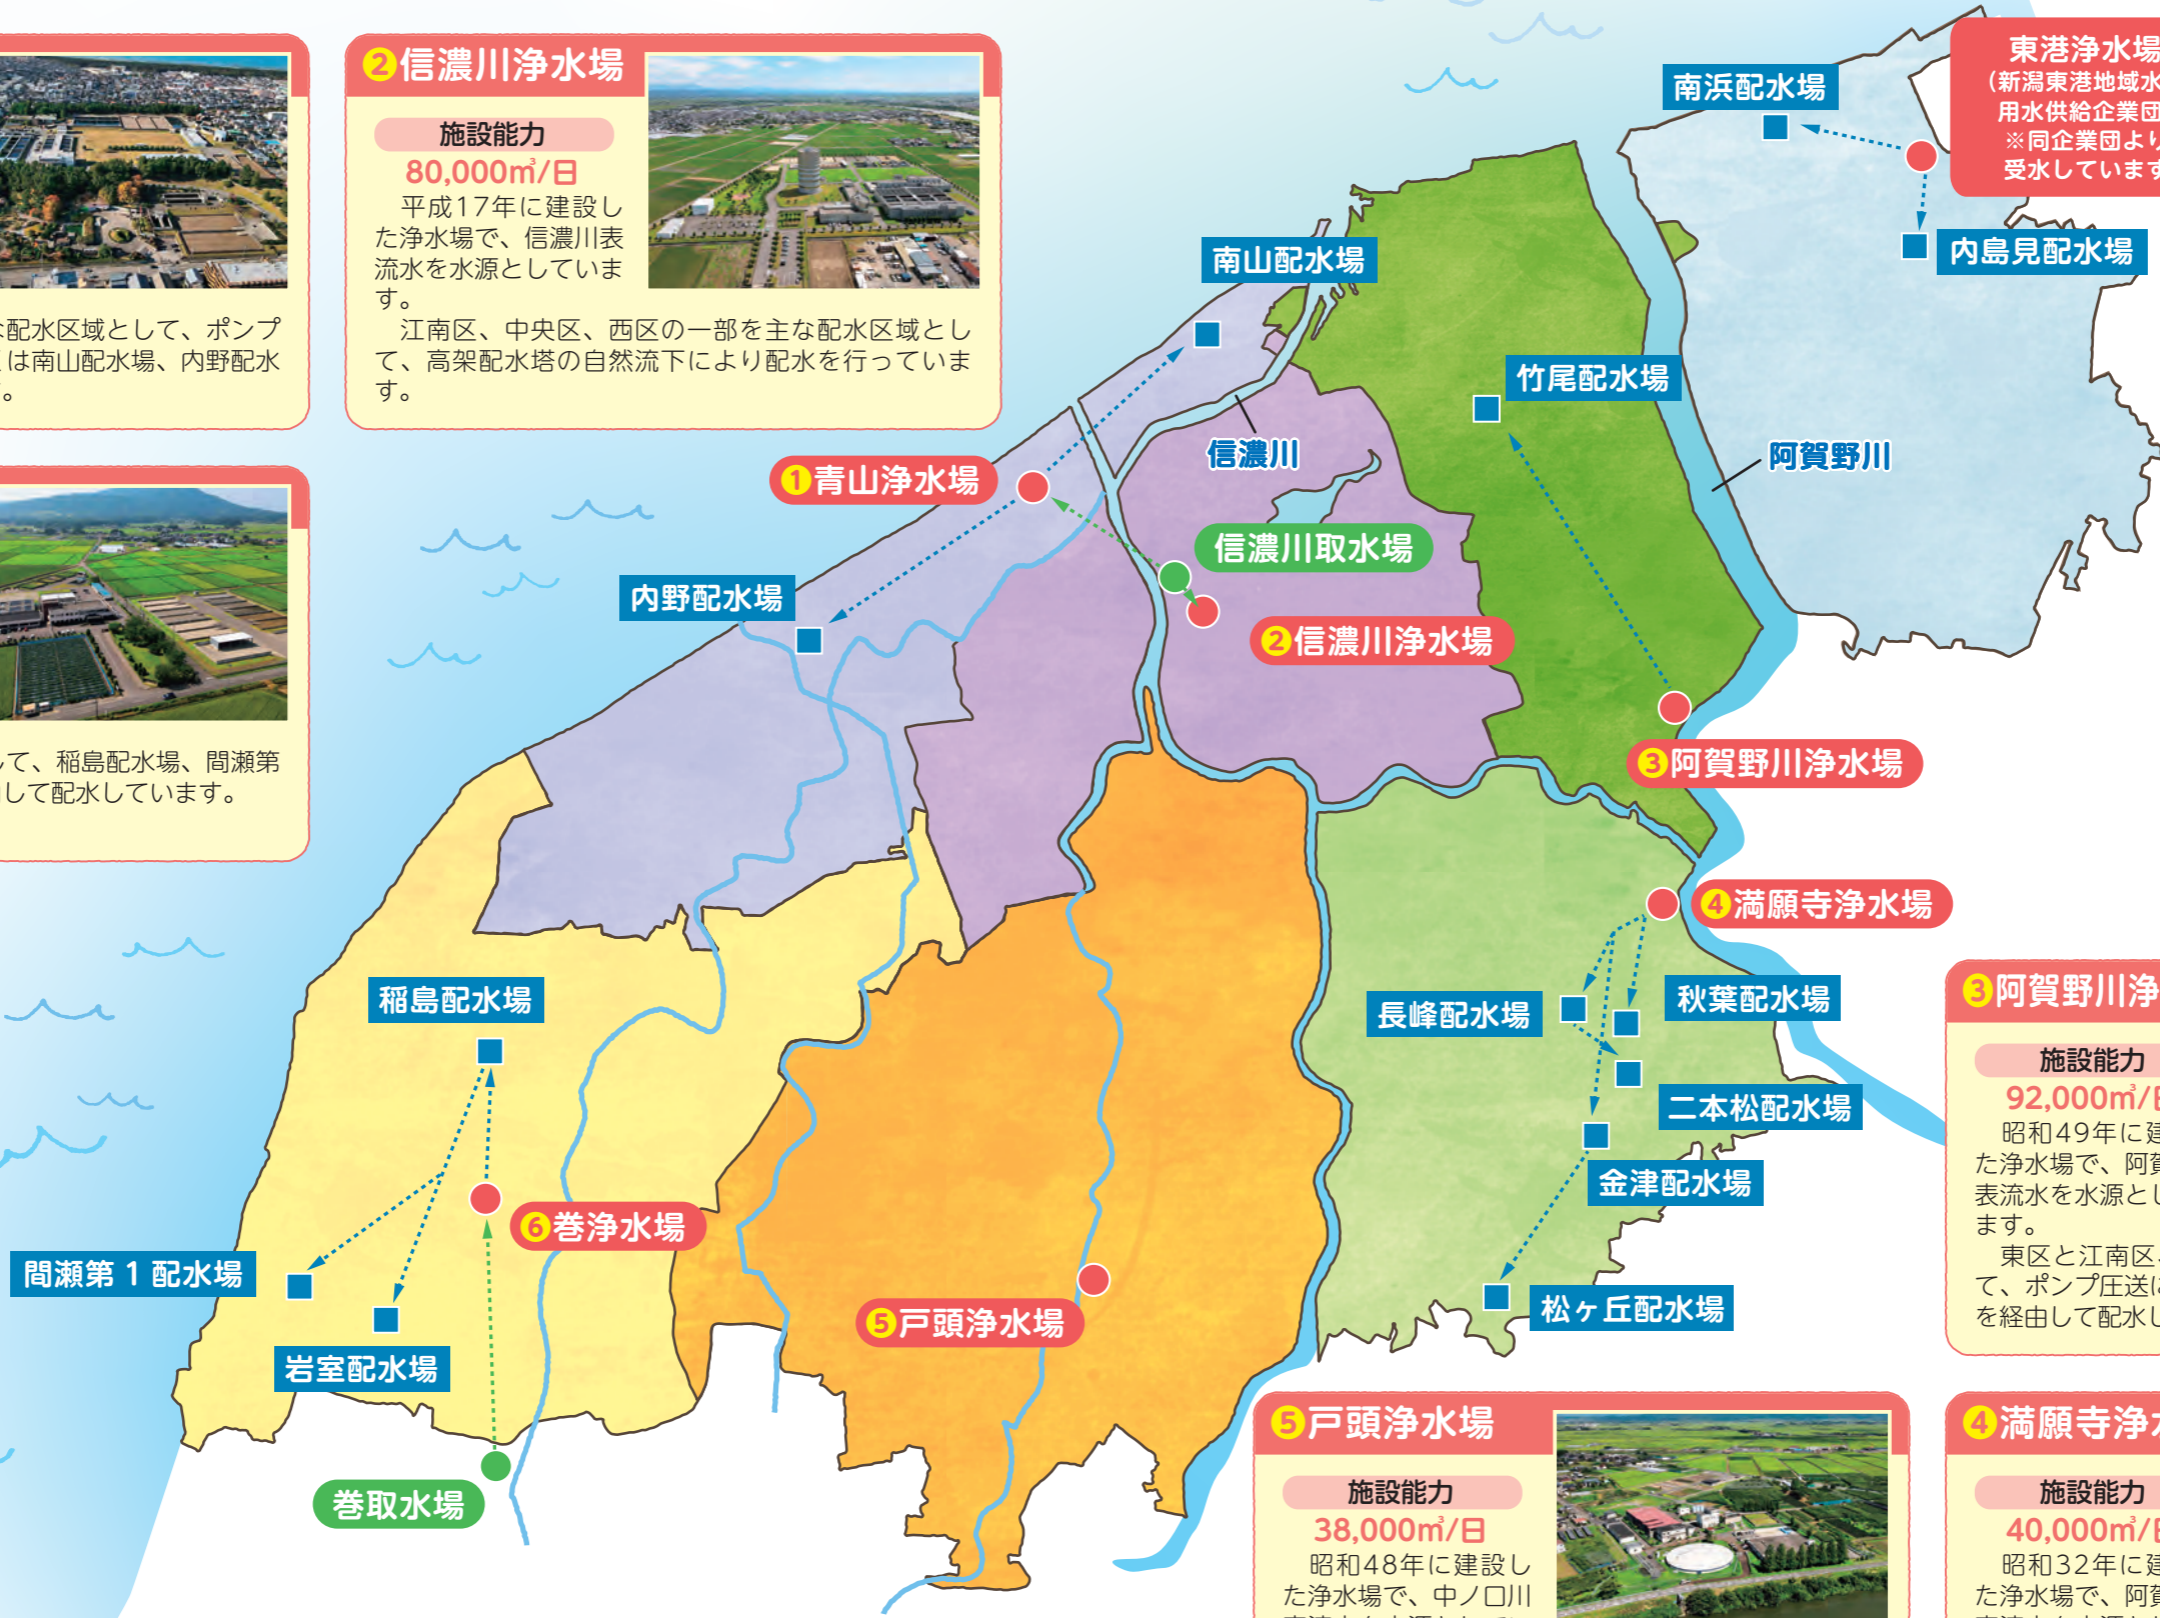 な配水区域として、ポンプ
は南山配水場、内野配水
。
❷信濃川浄水場
施設能力
80,000㎥/日
平成17年に建設し
た浄水場で、信濃川表
流水を水源としていま
す。
江南区、中央区、西区の一部を主な配水区域とし
て、高架配水塔の自然流下により配水を行っていま
す。
て、稲島配水場、間瀬第
して配水しています。
東港浄水場
（新潟東港地域水
用水供給企業団
※同企業団より
受水しています
南浜配水場
内島見配水場
南山配水場
竹尾配水場
信濃川
阿賀野川
❶青山浄水場
信濃川取水場
内野配水場
❷信濃川浄水場
❸阿賀野川浄水場
❹満願寺浄水場
稲島配水場
長峰配水場
秋葉配水場
二本松配水場
金津配水場
❻巻浄水場
間瀬第1配水場
岩室配水場
❺戸頭浄水場
松ヶ丘配水場
巻取水場
❸阿賀野川浄
施設能力
92,000㎥/日
昭和49年に建
た浄水場で、阿賀
表流水を水源とし
ます。
東区と江南区、
て、ポンプ圧送に
を経由して配水し
❺戸頭浄水場
施設能力
38,000㎥/日
昭和48年に建設し
た浄水場で、中ノ口川
❹満願寺浄水
施設能力
40,000㎥/日
昭和32年に建
た浄水場で、阿賀